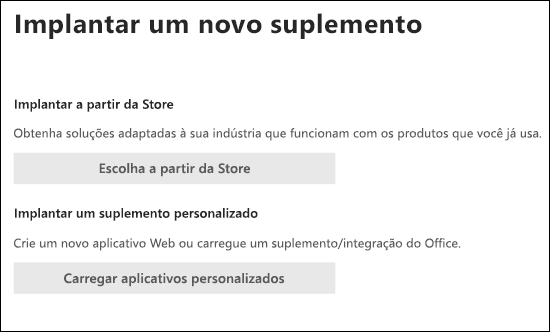 Implantar um novo suplemento
Implantar a partir da Store
Obtenha soluções adaptadas à sua indústria que funcionam com os produtos que você já usa.
Escolha a partir da Store
Implantar um suplemento personalizado
Crie um novo aplicativo Web ou carregue um suplemento/integração do Office.
Carregar aplicativos personalizados